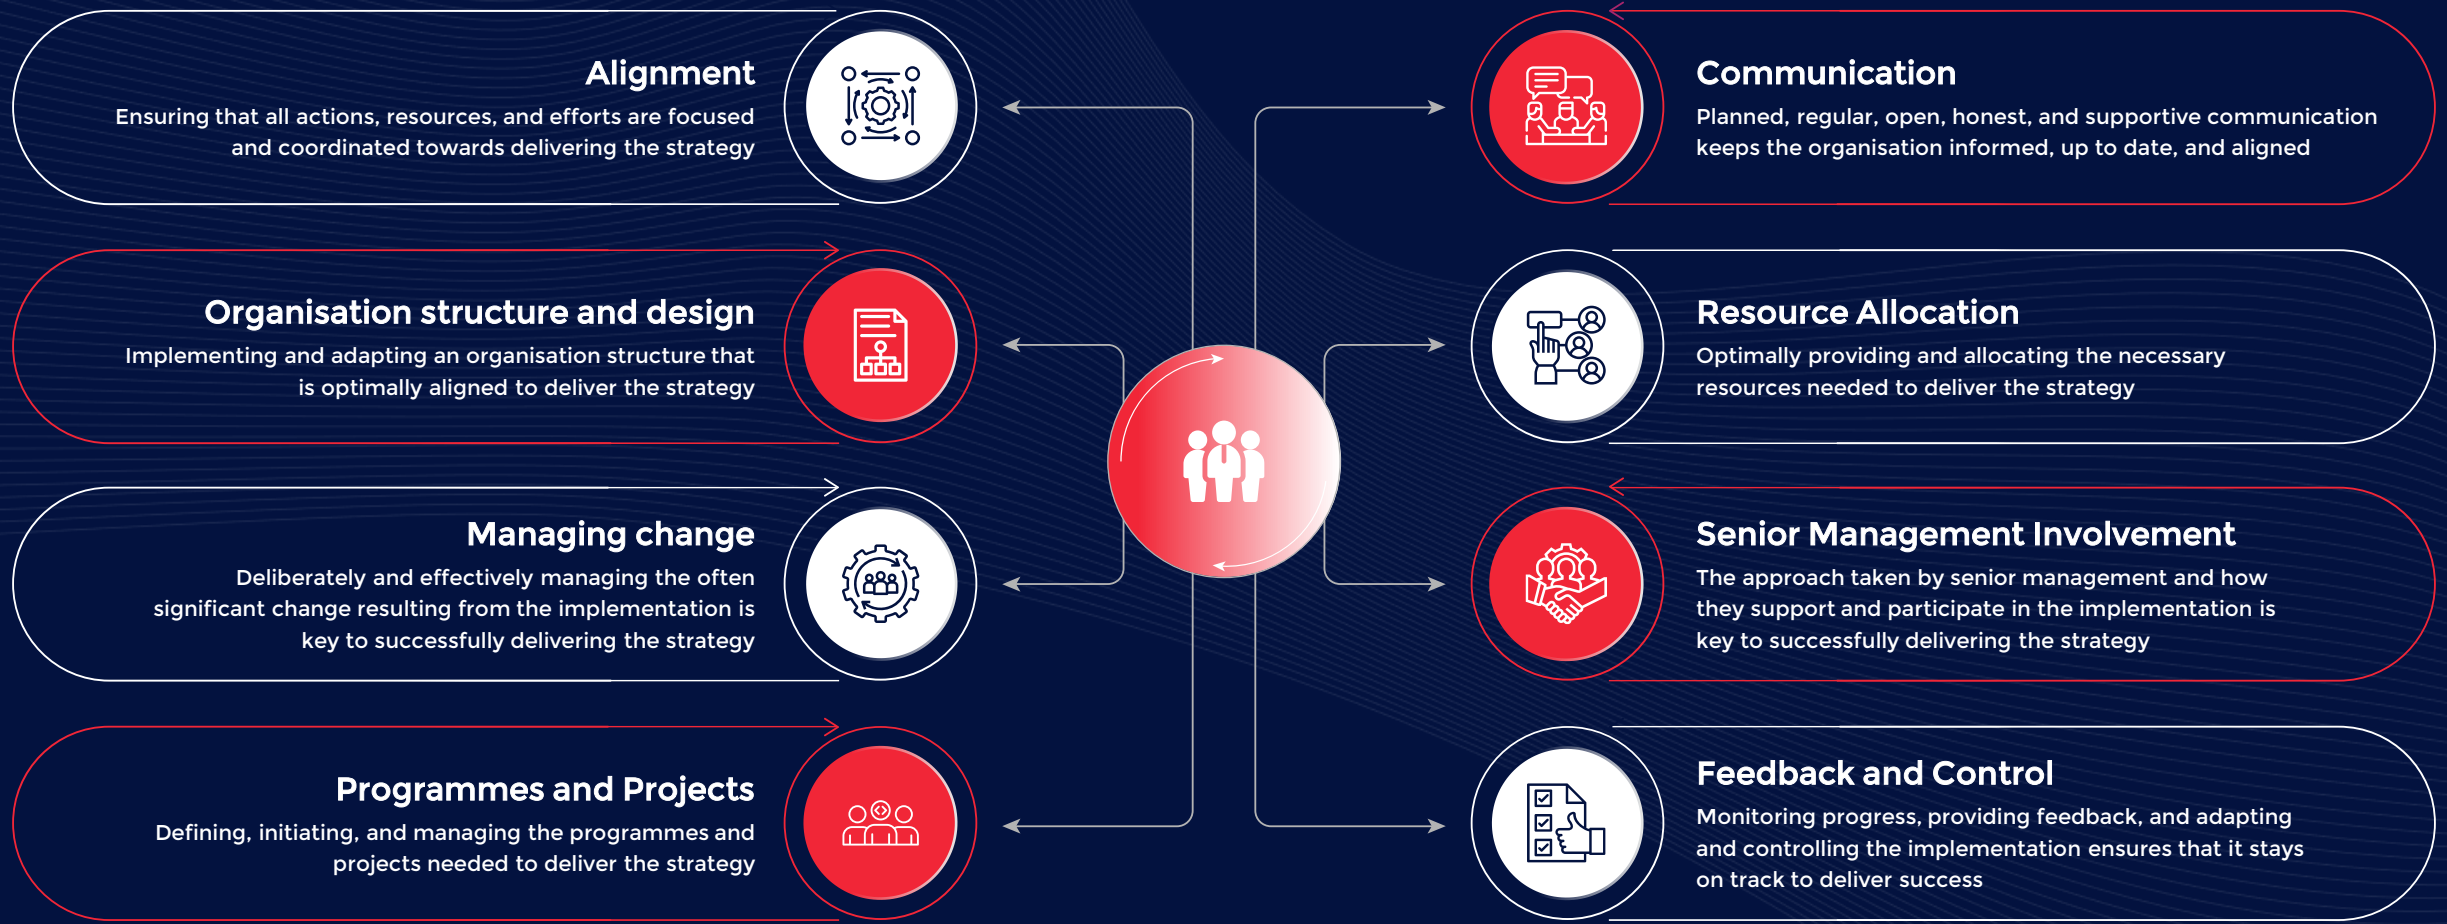 Alignment
Ensuring that all actions, resources, and efforts are focused
and coordinated towards delivering the strategy
Organisation structure and design
Implementing and adapting an organisation structure that
is optimally aligned to deliver the strategy
Managing change
Deliberately and effectively managing the often
significant change resulting from the implementation is
key to successfully delivering the strategy
Programmes and Projects
Defining, initiating, and managing the programmes and
projects needed to deliver the strategy
Communication
Planned, regular, open, honest, and supportive communication
keeps the organisation informed, up to date, and aligned
Resource Allocation
Optimally providing and allocating the necessary
resources needed to deliver the strategy
Senior Management Involvement
The approach taken by senior management and how
they support and participate in the implementation is
key to successfully delivering the strategy
Feedback and Control
Monitoring progress, providing feedback, and adapting
and controlling the implementation ensures that it stays
on track to deliver success